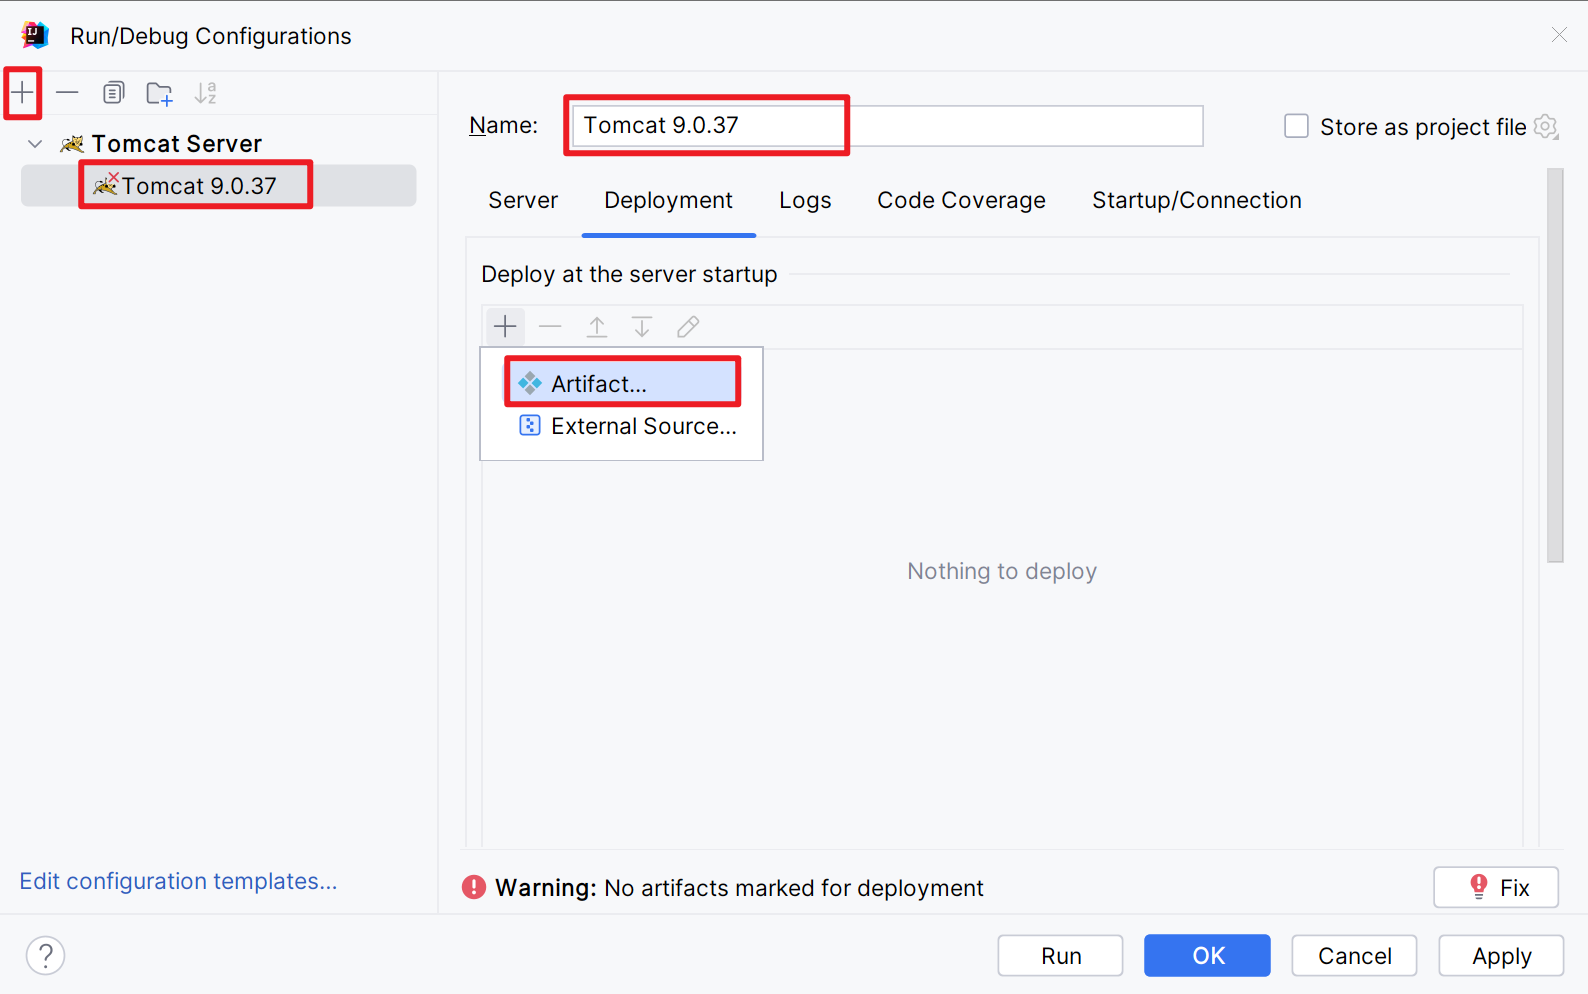 Run/Debug Configurations
Tomcat Server
Tomcat 9.0.37
Name: Tomcat 9.0.37 Store as project file
Server Deployment Logs Code Coverage Startup/Connection
Deploy at the server startup
Artifact...
External Source...
Nothing to deploy
Edit configuration templates...
Warning: No artifacts marked for deployment Fix
? Run OK Cancel Apply